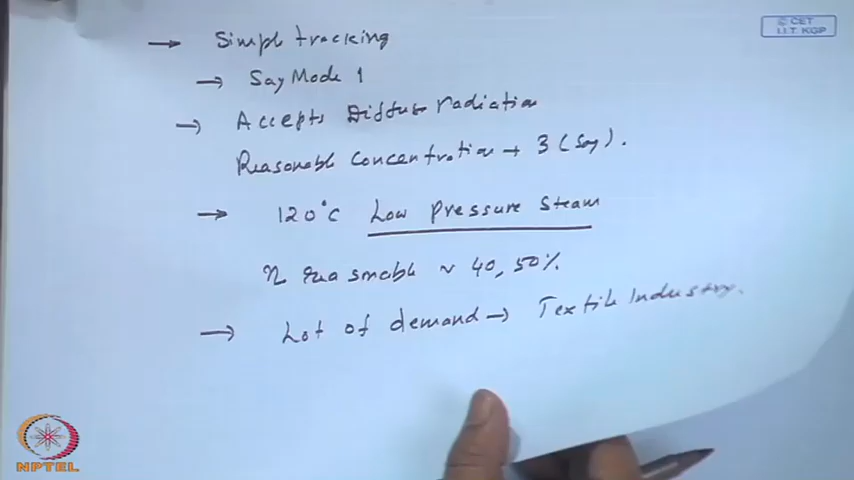 © CET
I.I.T. KGP
→ Simple tracking
→ Say Mode 1
→ Accepts Diffuse radiation
Reasonable Concentration → 3 (Say).
→ 120°C Low Pressure Steam
η reasonable ~ 40, 50%
→ Lot of demand → Textile Industry.
NPTEL